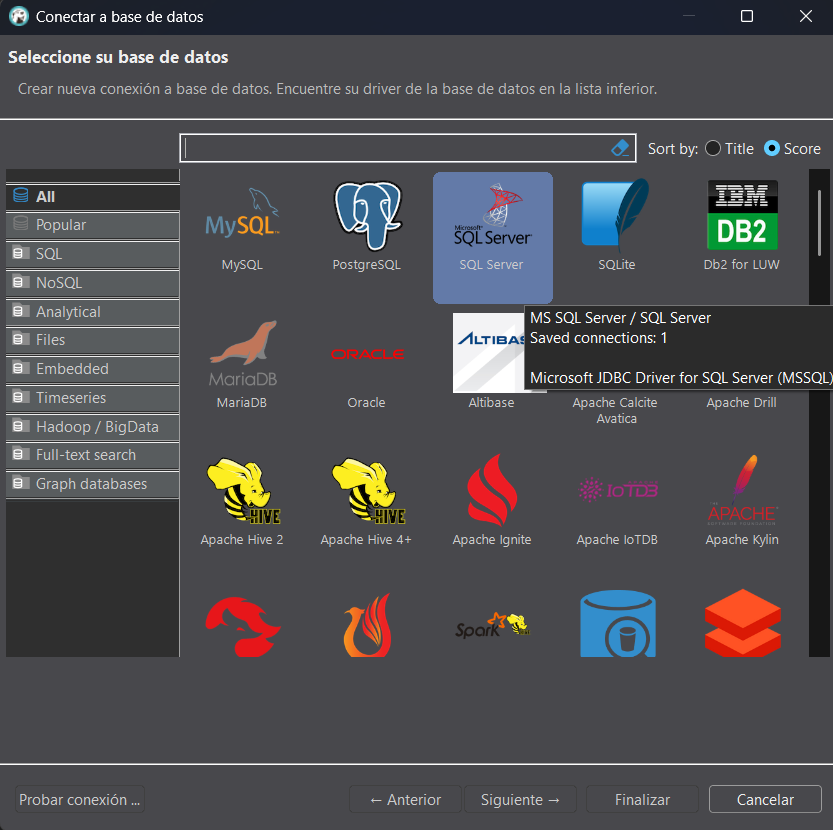 Conectar a base de datos
Seleccione su base de datos
Crear nueva conexión a base de datos. Encuentre su driver de la base de datos en la lista inferior.
Sort by: Title Score
All
Popular
SQL
NoSQL
Analytical
Files
Embedded
Timeseries
Hadoop / BigData
Full-text search
Graph databases
MySQL
Microsoft
SQL Server
IBM
DB2
MySQL PostgreSQL SQL Server SQLite Db2 for LUW
MS SQL Server / SQL Server
Saved connections: 1
Microsoft JDBC Driver for SQL Server (MSSQL)
MariaDB
ORACLE
ALTIBAS
MariaDB Oracle Altibase Apache Calcite Apache Drill
Avatica
HIVE
HIVE
IoTDB
THE
APACHE
SOFTWARE FOUNDATION
Apache Hive 2 Apache Hive 4+ Apache Ignite Apache IoTDB Apache Kylin
Spark
Probar conexión ... ← Anterior Siguiente → Finalizar Cancelar